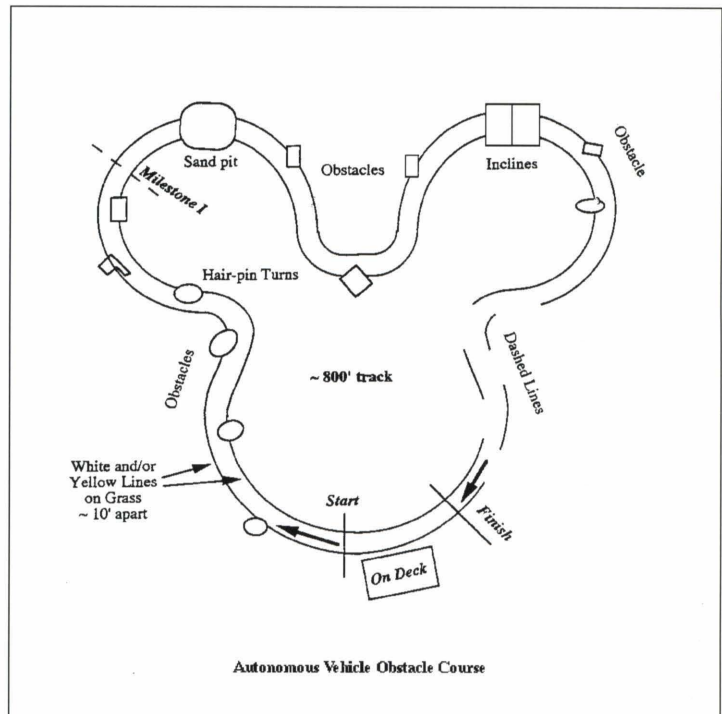 Sand pit
Obstacles
Inclines
Obstacle
Milestone I
Hair-pin Turns
Obstacles
~ 800' track
Dashed Lines
White and/or
Yellow Lines
on Grass
~ 10' apart
Start
Finish
On Deck
Autonomous Vehicle Obstacle Course